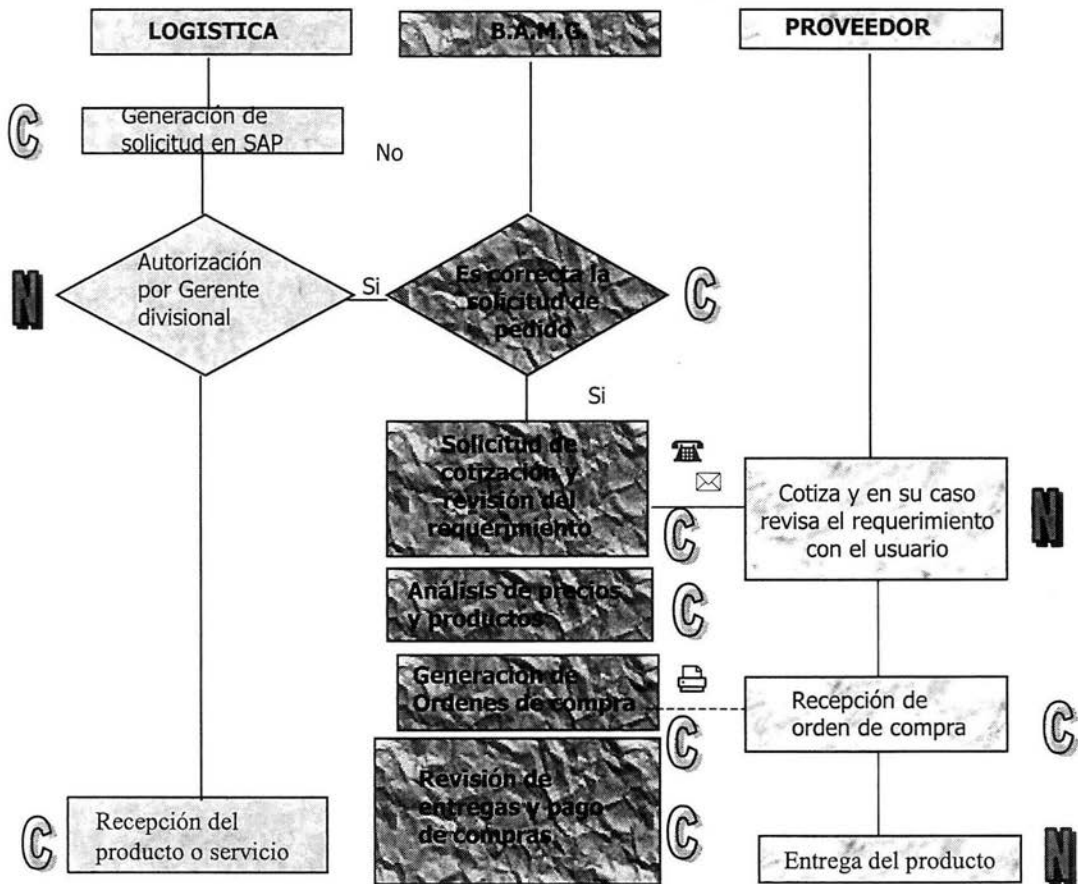 LOGISTICA
B.A.M.G.
PROVEEDOR
C
Generación de
solicitud en SAP
No
N
Autorización
por Gerente
divisional
Si
Es correcta la
solicitud de
pedido
C
Si
Solicitud de
cotización y
revisión del
requerimiento
C
Cotiza y en su caso
revisa el requerimiento
con el usuario
N
Análisis de precios
y productos
C
Generación de
Ordenes de compra
C
Recepción de
orden de compra
C
Revisión de
entregas y pago
de compras
C
C
Recepción del
producto o servicio
Entrega del producto
N